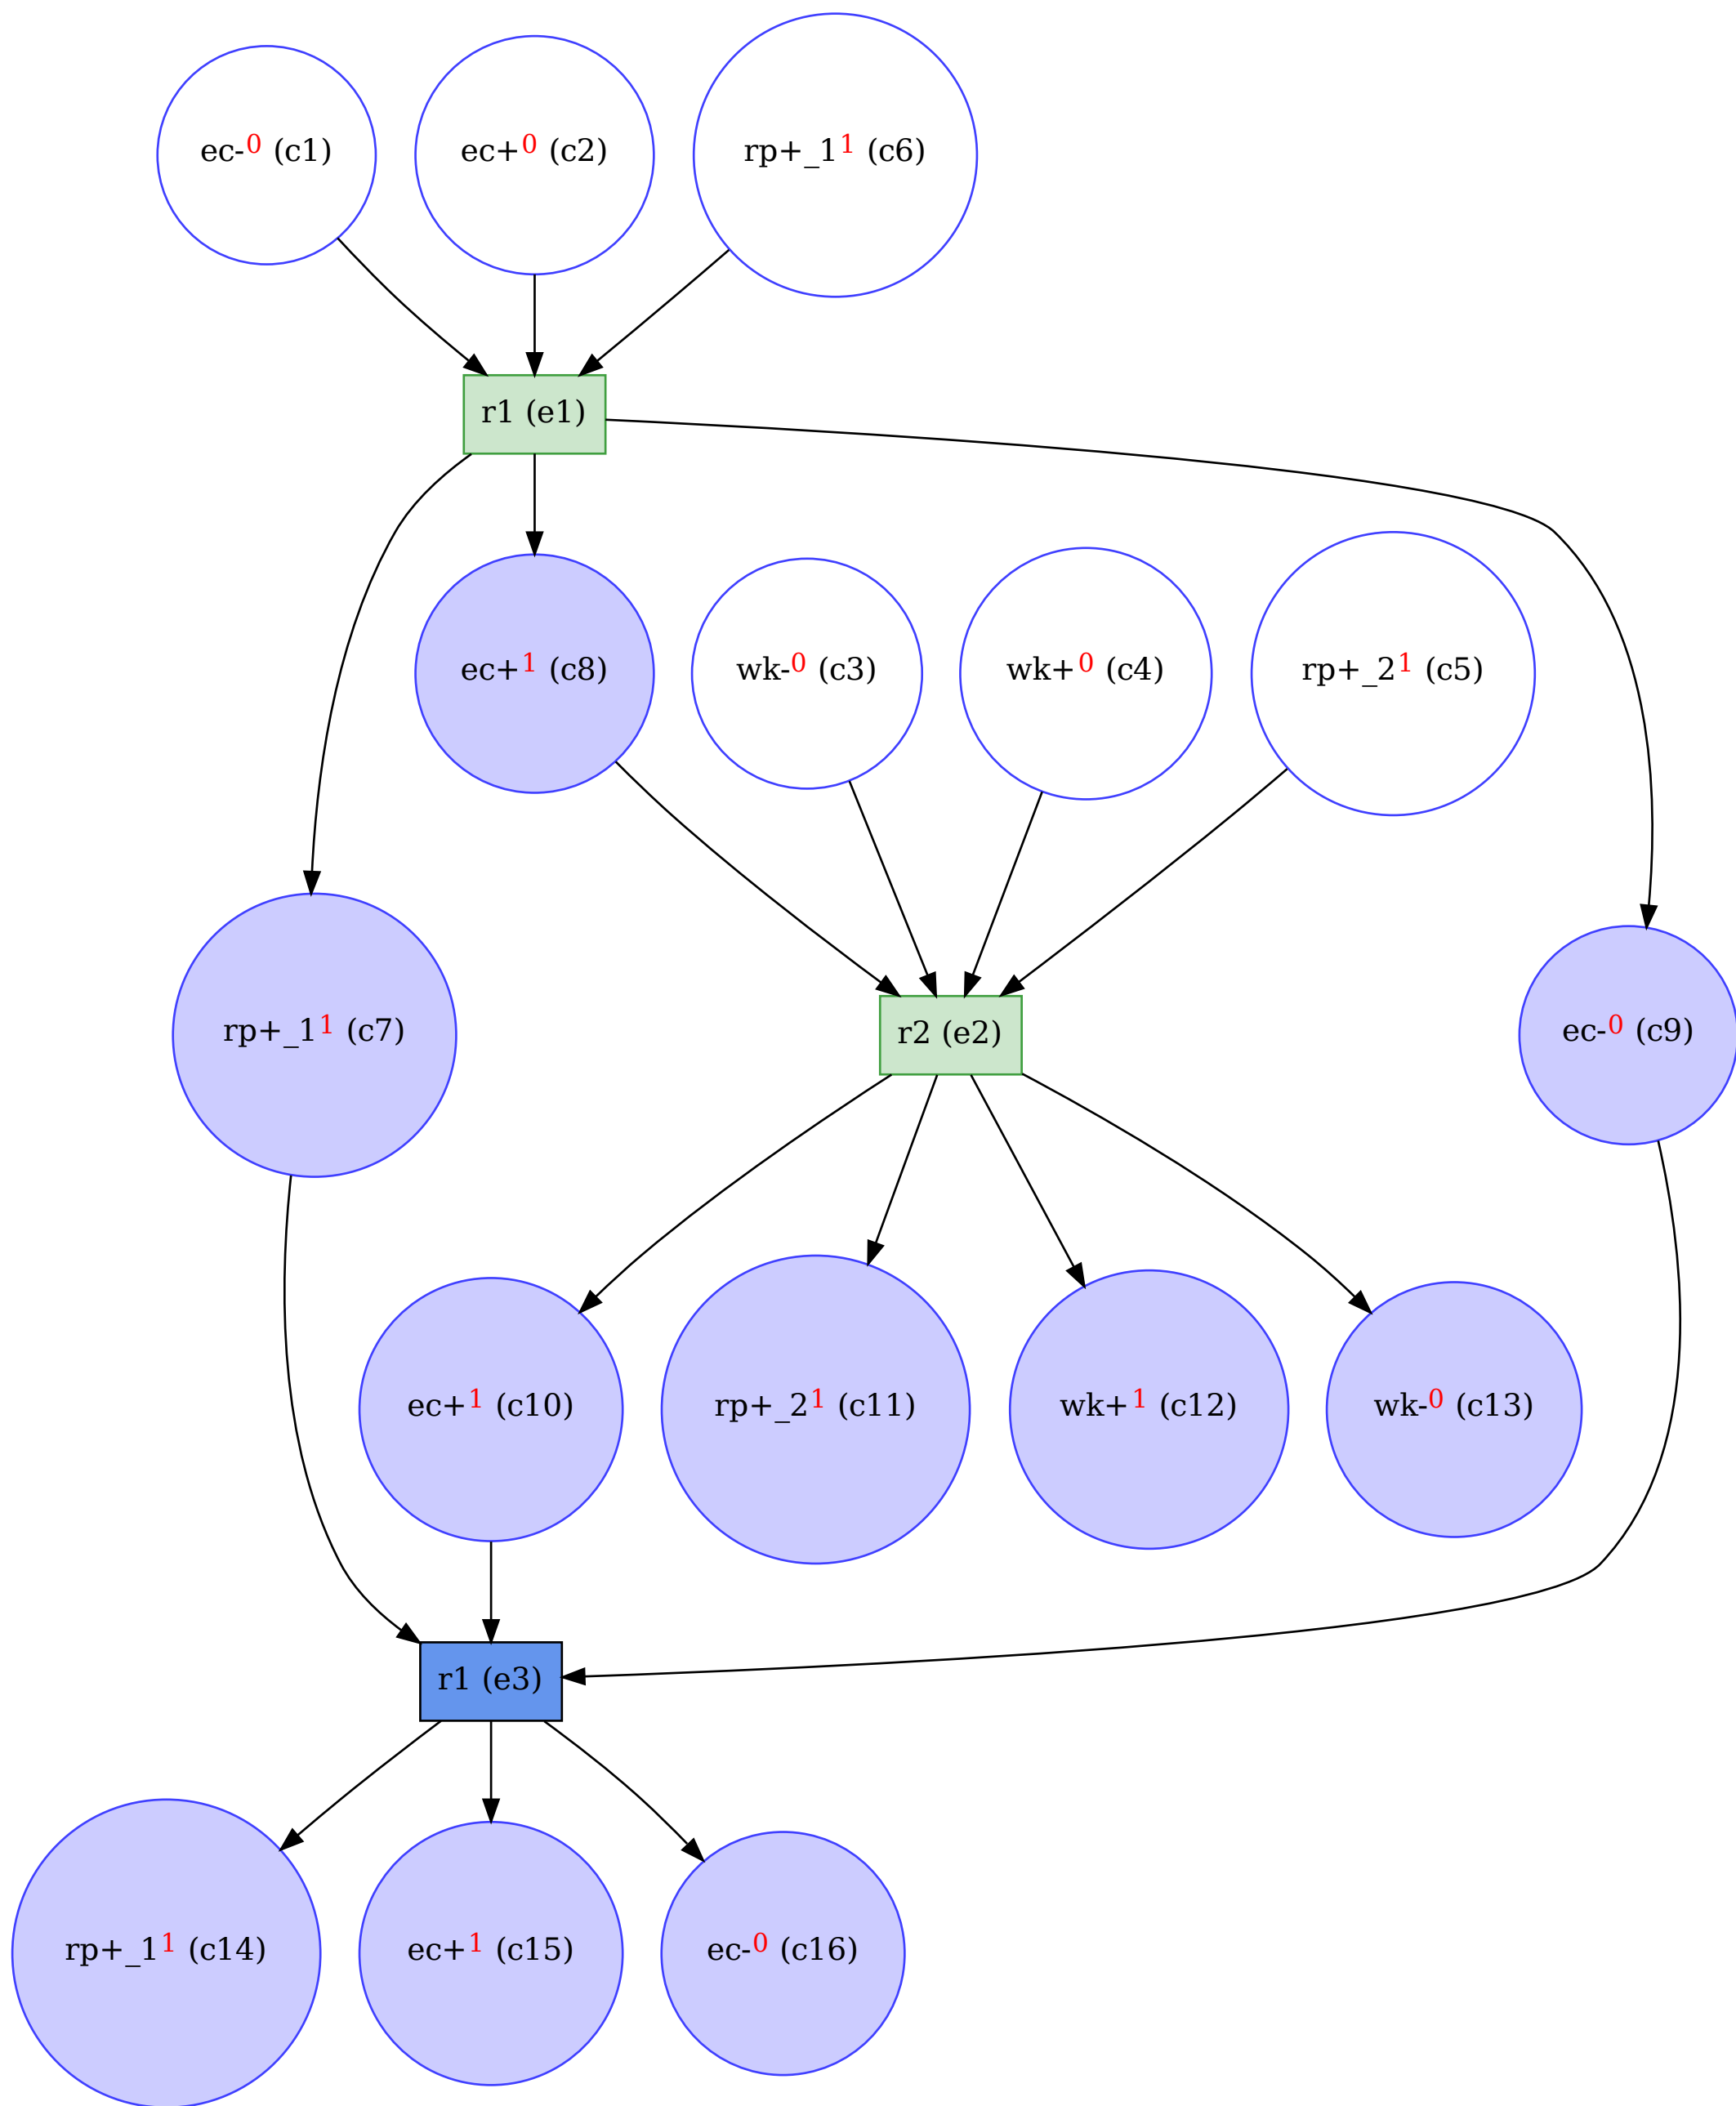 ec-0 (c1)
ec+0 (c2)
rp+_11 (c6)
r1 (e1)
ec+1 (c8)
wk-0 (c3)
wk+0 (c4)
rp+_21 (c5)
rp+_11 (c7)
r2 (e2)
ec-0 (c9)
ec+1 (c10)
rp+_21 (c11)
wk+1 (c12)
wk-0 (c13)
r1 (e3)
rp+_11 (c14)
ec+1 (c15)
ec-0 (c16)